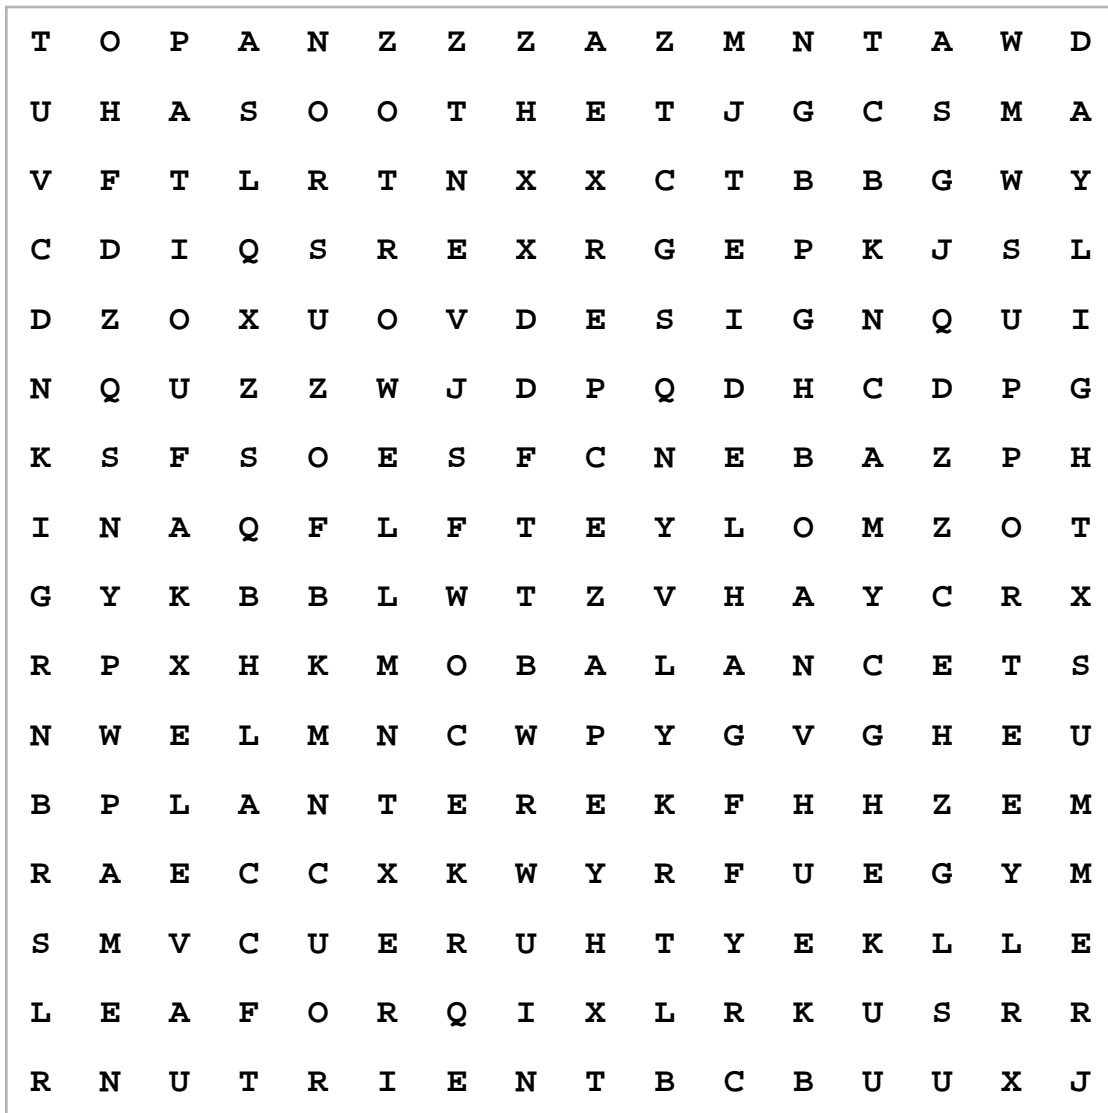 T O P A N Z Z Z A Z M N T A W D
U H A S O O T H E T J G C S M A
V F T L R T N X X C T B B G W Y
C D I Q S R E X R G E P K J S L
D Z O X U O V D E S I G N Q U I
N Q U Z Z W J D P Q D H C D P G
K S F S O E S F C N E B A Z P H
I N A Q F L F T E Y L O M Z O T
G Y K B B L W T Z V H A Y C R X
R P X H K M O B A L A N C E T S
N W E L M N C W P Y G V G H E U
B P L A N T E R E K F H H Z E M
R A E C C X K W Y R F U E G Y M
S M V C U E R U H T Y E K L L E
L E A F O R Q I X L R K U S R R
R N U T R I E N T B C B U U X J